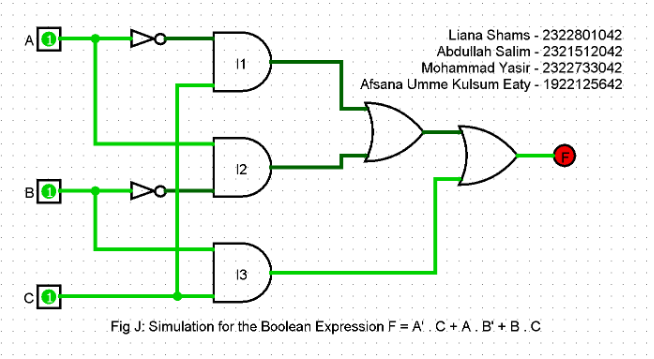 Liana Shams - 2322801042
Abdullah Salim - 2321512042
Mohammad Yasir - 2322733042
Afsana Umme Kulsum Eaty - 1922125642
A 1
I1
I2
B 1
F
I3
C 1
Fig J: Simulation for the Boolean Expression F = A' . C + A . B' + B . C